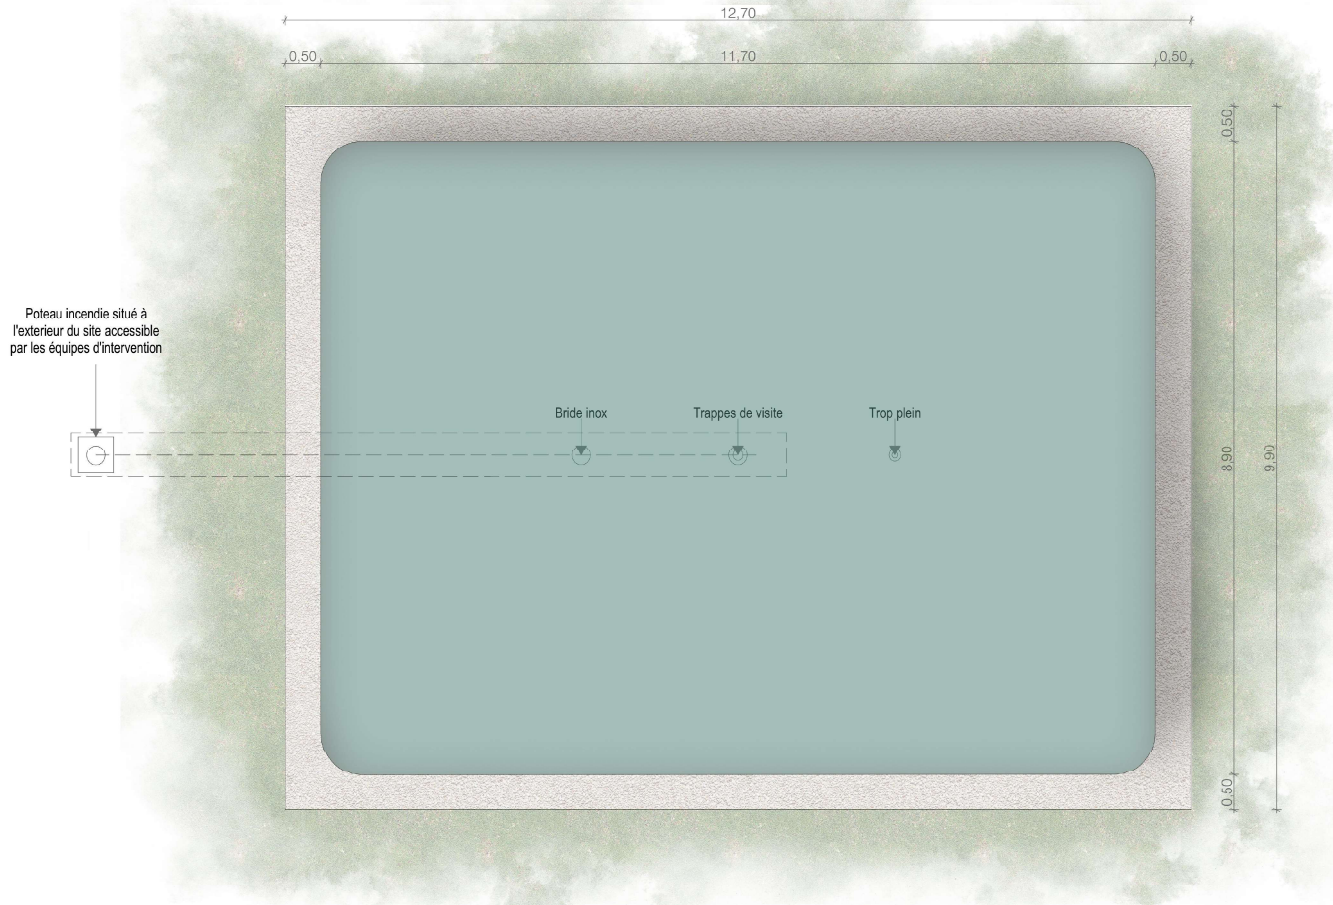 12,70
0,50
11,70
0,50
0,50
Poteau incendie situé à
l'exterieur du site accessible
par les équipes d'intervention
Bride inox
Trappes de visite
Trop plein
8,90
9,90
0,50